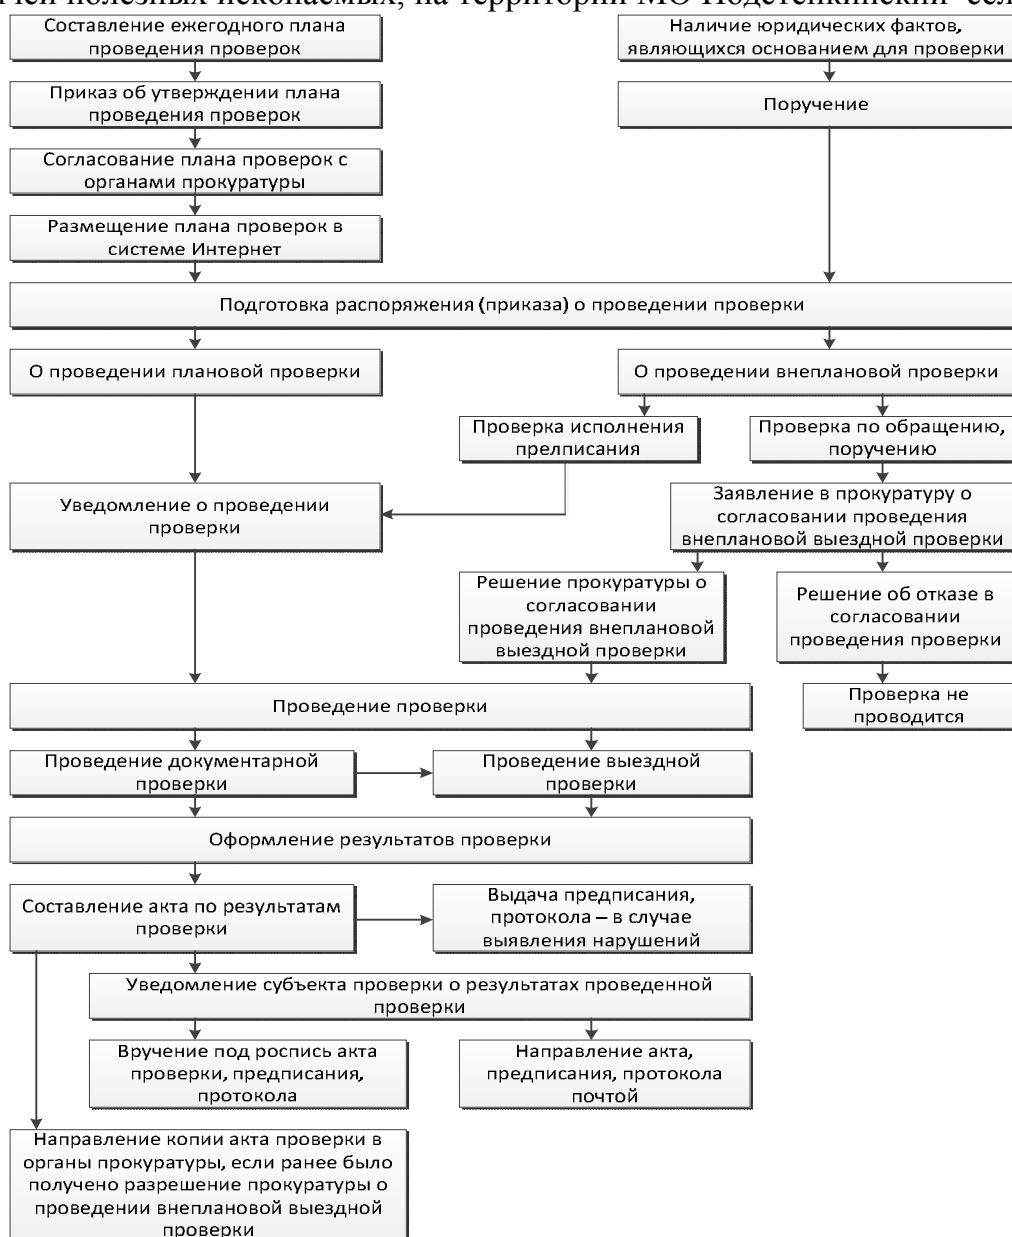 полезных ископаемых, на территории МО Подстепкинский
Составление ежегодного плана
проведения проверок
Наличие юридических фактов,
являющихся основанием для проверки
Приказ об утверждении плана
проведения проверок
Поручение
Согласование плана проверок с
органами прокуратуры
Размещение плана проверок в
системе Интернет
Подготовка распоряжения (приказа) о проведении проверки
О проведении плановой проверки
О проведении внеплановой проверки
Проверка исполнения
прелписания
Проверка по обращению,
поручению
Уведомление о проведении
проверки
Заявление в прокуратуру о
согласовании проведения
внеплановой выездной проверки
Решение прокуратуры о
согласовании
проведения внеплановой
выездной проверки
Решение об отказе в
согласовании
проведения проверки
Проведение проверки
Проверка не
проводится
Проведение документарной
проверки
Проведение выездной
проверки
Оформление результатов проверки
Составление акта по результатам
проверки
Выдача предписания,
протокола – в случае
выявления нарушений
Уведомление субъекта проверки о результатах проведенной
проверки
Вручение под роспись акта
проверки, предписания,
протокола
Направление акта,
предписания, протокола
почтой
Направление копии акта проверки в
органы прокуратуры, если ранее было
получено разрешение прокуратуры о
проведении внеплановой выездной
проверки